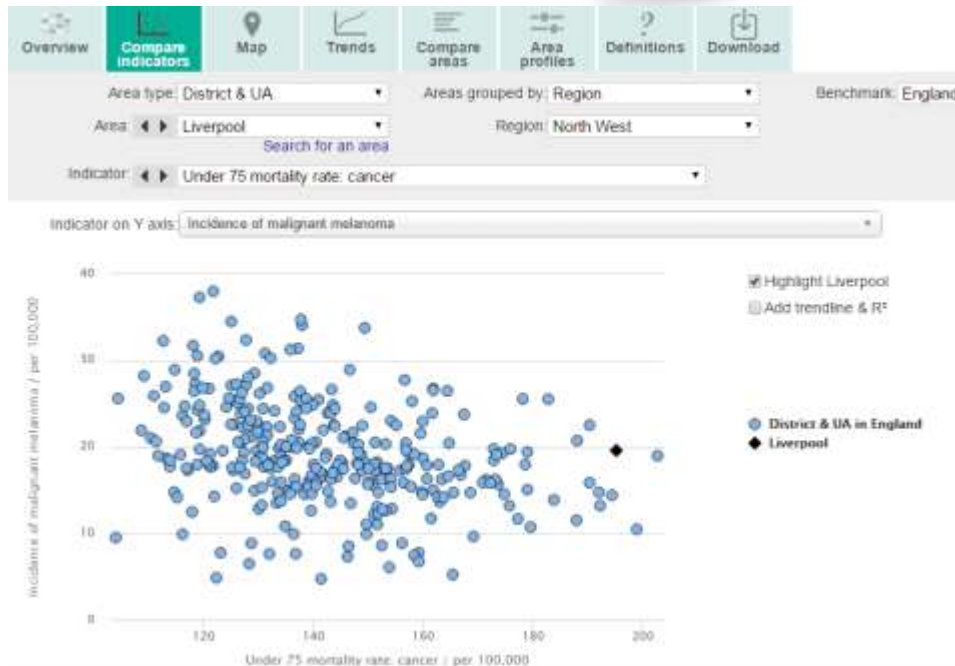 Overview
Compare indicators
Map
Trends
Compare areas
Area profiles
?
Definitions
Download
Area type: District & UA
Areas grouped by: Region
Benchmark: England
Area: Liverpool
Region: North West
Search for an area
Indicator: Under 75 mortality rate: cancer
Indicator on Y axis: Incidence of malignant melanoma
Highlight Liverpool
Add trendline & R²
District & UA in England
Liverpool
Incidence of malignant melanoma / per 100,000
40
30
20
10
0
120
140
160
180
200
Under 75 mortality rate: cancer / per 100,000